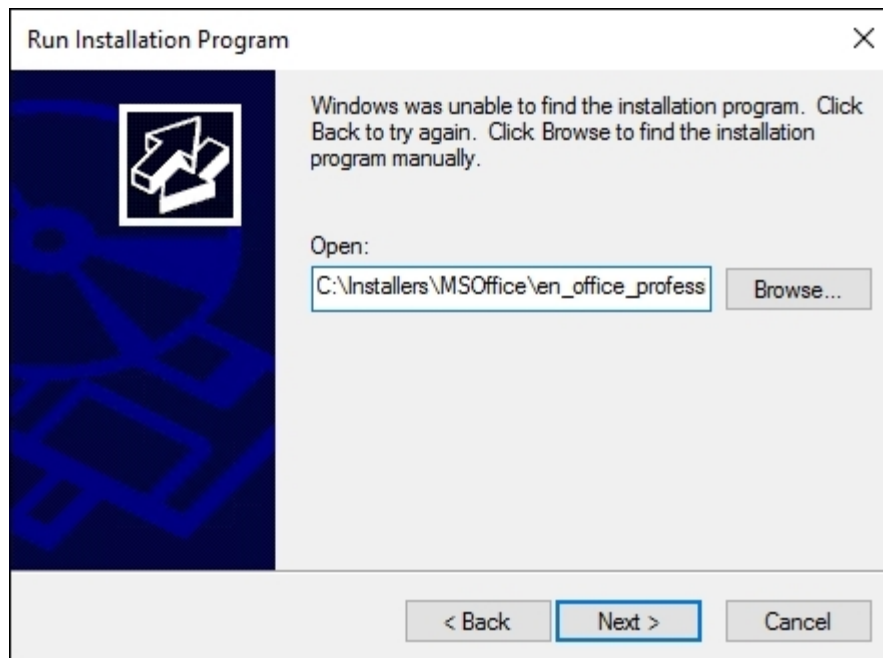 Run Installation Program
Windows was unable to find the installation program. Click
Back to try again. Click Browse to find the installation
program manually.
Open:
C:\Installers\MSOffice\en_office_profess
Browse...
< Back
Next >
Cancel